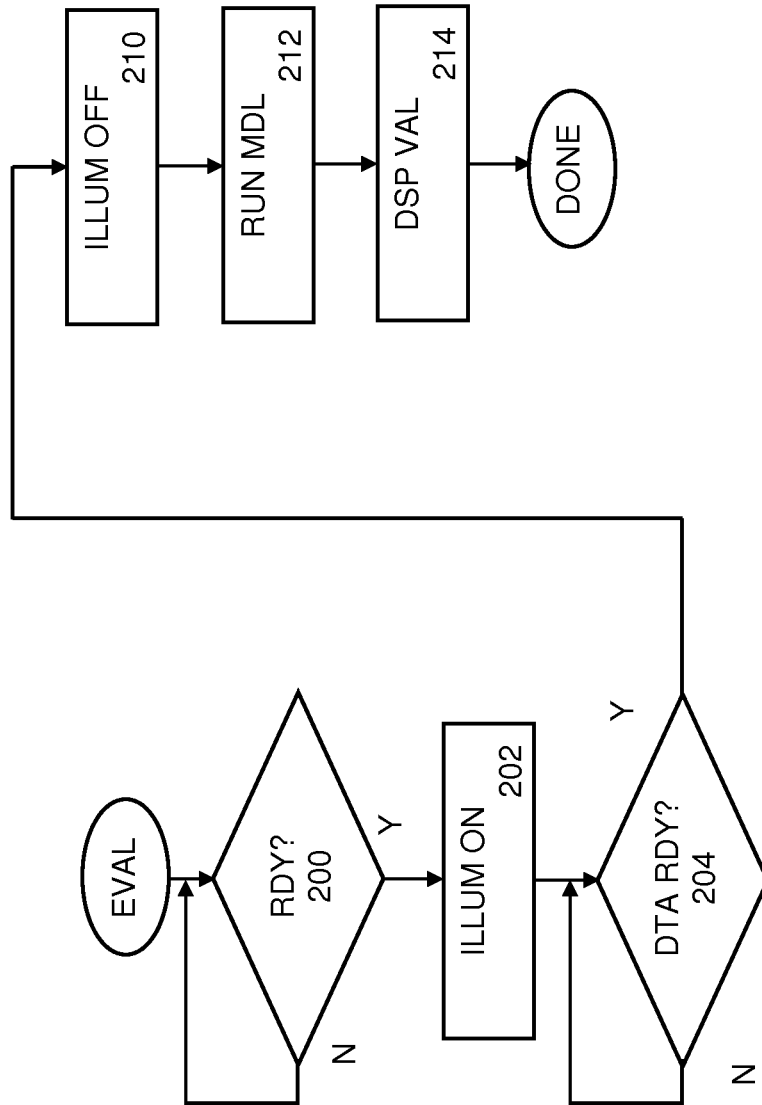 EVAL
RDY?
200
N
Y
ILLUM ON
202
DTA RDY?
204
N
Y
ILLUM OFF
210
RUN MDL
212
DSP VAL
214
DONE